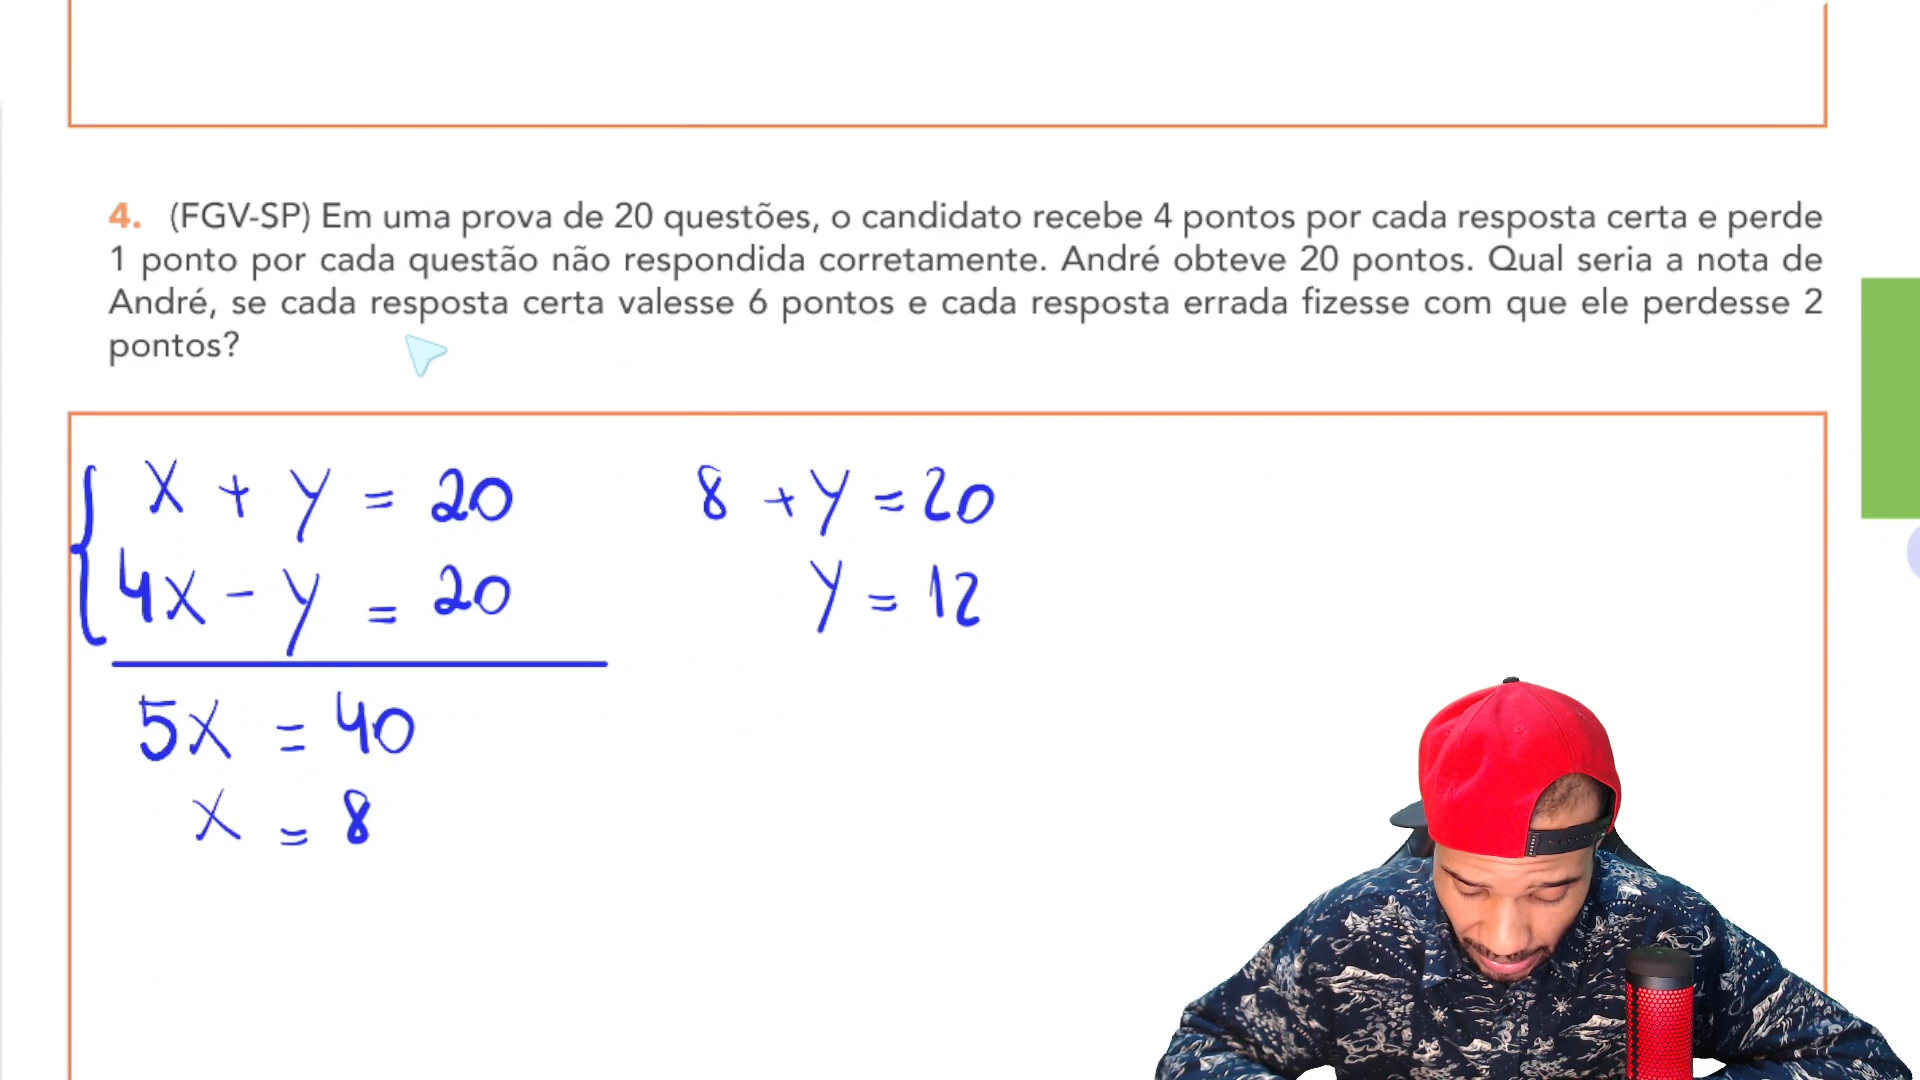 4. (FGV-SP) Em uma prova de 20 questões, o candidato recebe 4 pontos por cada resposta certa e perde
1 ponto por cada questão não respondida corretamente. André obteve 20 pontos. Qual seria a nota de
André, se cada resposta certa valesse 6 pontos e cada resposta errada fizesse com que ele perdesse 2
pontos?
x + y = 20
4x - y = 20
5x = 40
x = 8
8 + y = 20
y = 12